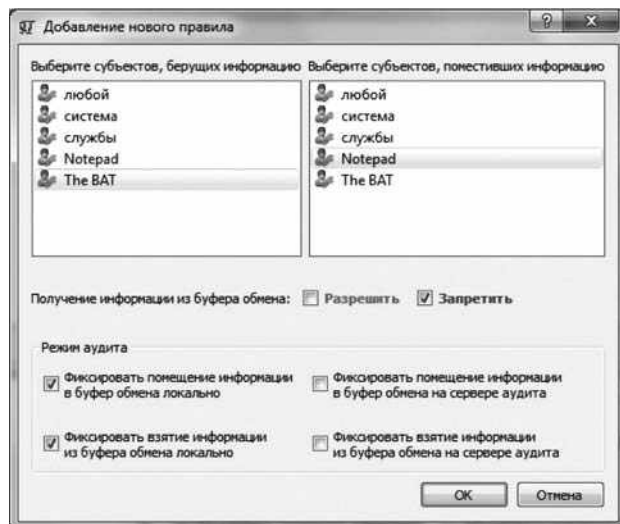 Добавление нового правила
Выберите субъектов, берущих информацию
Выберите субъектов, поместивших информацию
любой
система
службы
Notepad
The BAT
любой
система
службы
Notepad
The BAT
Получение информации из буфера обмена:
Разрешить
Запретить
Режим аудита
Фиксировать помещение информации
в буфер обмена локально
Фиксировать помещение информации
в буфер обмена на сервере аудита
Фиксировать взятие информации
из буфера обмена локально
Фиксировать взятие информации
из буфера обмена на сервере аудита
OK
Отмена